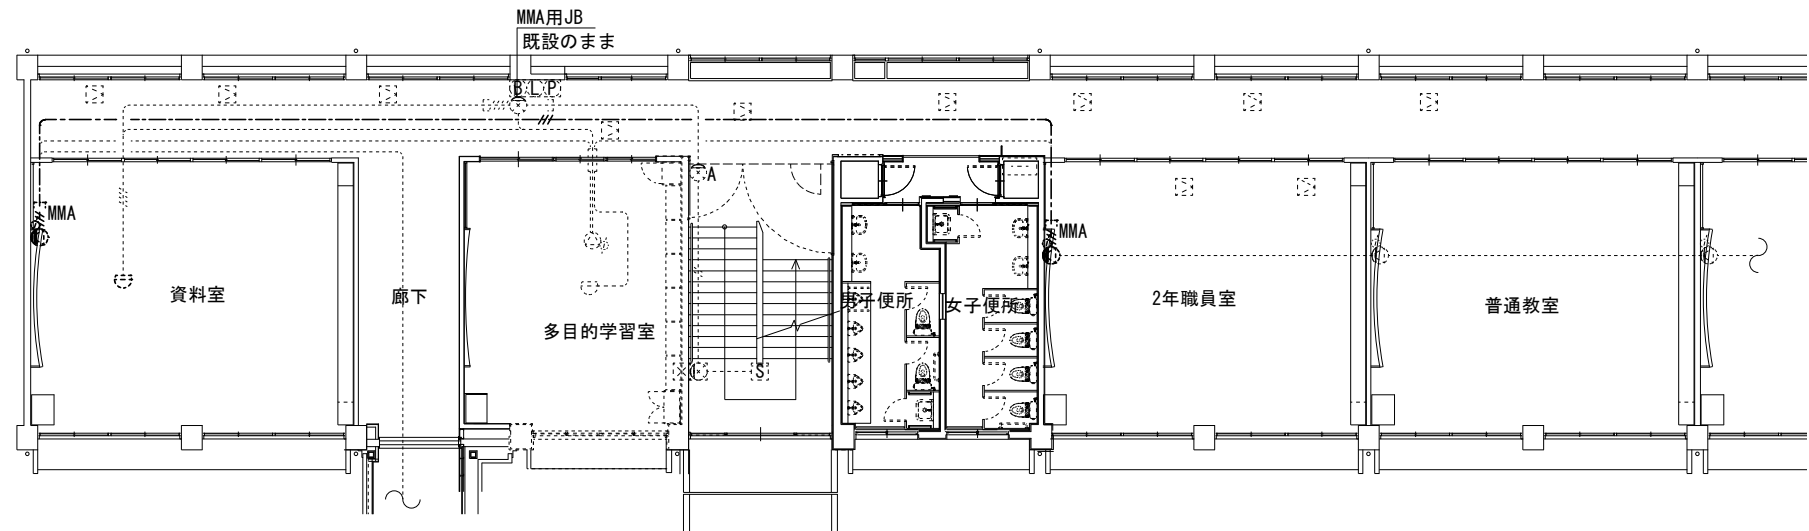 MMA用JB
既設のまま
B L P
A
MMA
MMA
資料室
廊下
多目的学習室
男子便所
女子便所
2年職員室
普通教室
S